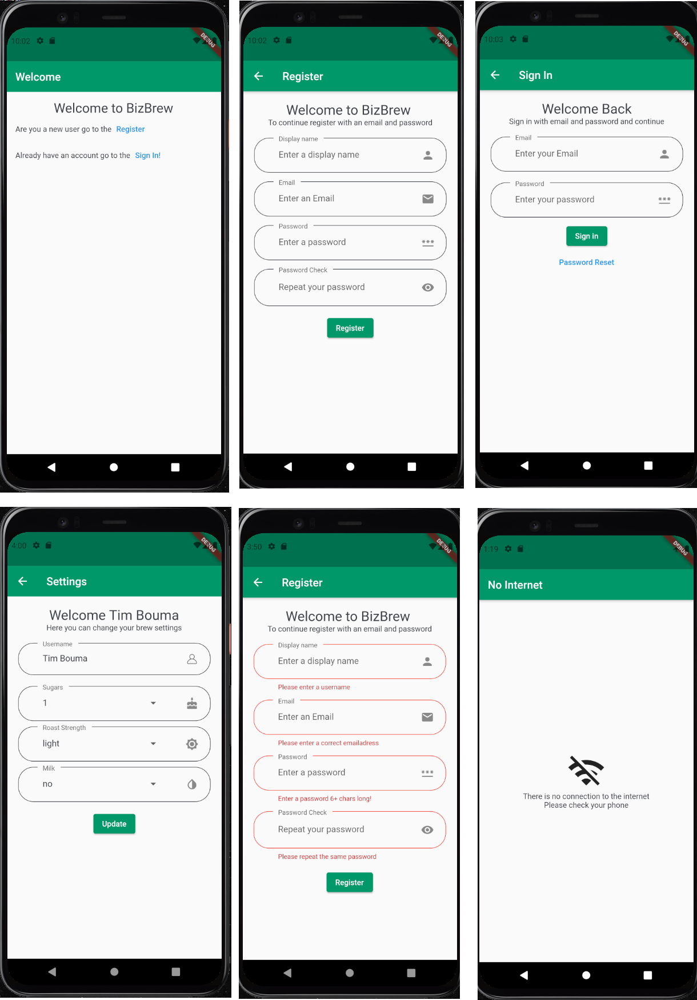 10:02
DEBUG
Welcome
Welcome to BizBrew
Are you a new user go to the Register
Already have an account go to the Sign In!
10:02
DEBUG
Register
Welcome to BizBrew
To continue register with an email and password
Display name
Enter a display name
Email
Enter an Email
Password
Enter a password
***
Password Check
Repeat your password
Register
10:03
DEBUG
Sign In
Welcome Back
Sign in with email and password and continue
Email
Enter your Email
Password
Enter your password
***
Sign in
Password Reset
4:00
DEBUG
Settings
Welcome Tim Bouma
Here you can change your brew settings
Username
Tim Bouma
Sugars
1
Roast Strength
light
Milk
no
Update
3:50
DEBUG
Register
Welcome to BizBrew
To continue register with an email and password
Display name
Enter a display name
Please enter a username
Email
Enter an Email
Please enter a correct emailadress
Password
Enter a password
***
Enter a password 6+ chars long!
Password Check
Repeat your password
Please repeat the same password
Register
1:19
DEBUG
No Internet
There is no connection to the internet
Please check your phone